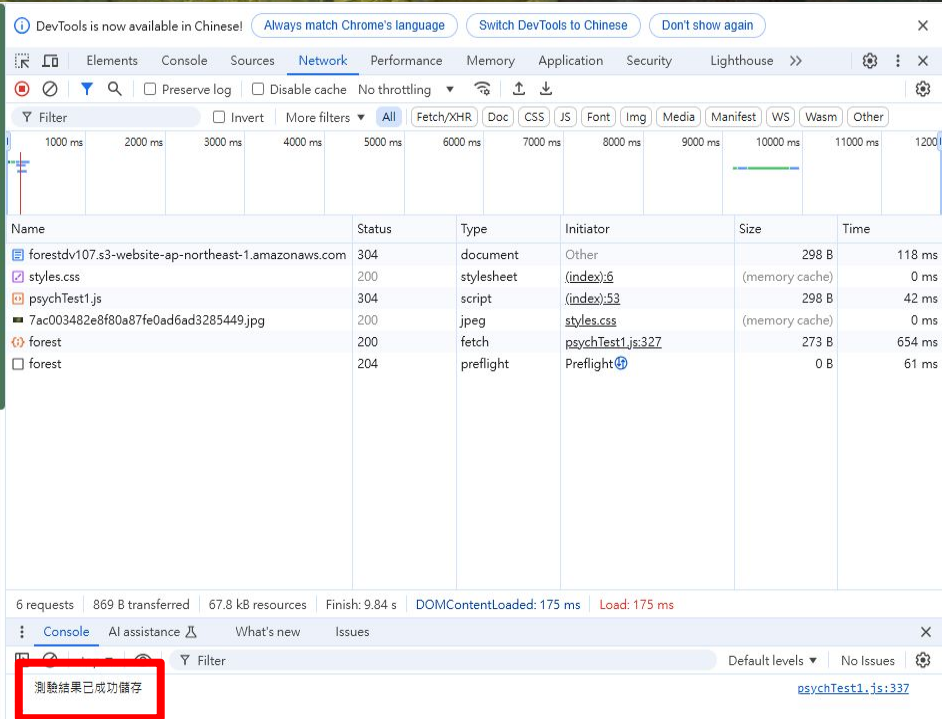 DevTools is now available in Chinese! Always match Chrome's language Switch DevTools to Chinese Don't show again
Elements Console Sources Network Performance Memory Application Security Lighthouse
Preserve log Disable cache No throttling
Filter Invert More filters All Fetch/XHR Doc CSS JS Font Img Media Manifest WS Wasm Other
1000 ms 2000 ms 3000 ms 4000 ms 5000 ms 6000 ms 7000 ms 8000 ms 9000 ms 10000 ms 11000 ms 1200
Name Status Type Initiator Size Time
forestdv107.s3-website-ap-northeast-1.amazonaws.com 304 document Other 298 B 118 ms
styles.css 200 stylesheet (index):6 (memory cache) 0 ms
psychTest1.js 304 script (index):53 298 B 42 ms
7ac003482e8f80a87fe0ad6ad3285449.jpg 200 jpeg styles.css (memory cache) 0 ms
forest 200 fetch psychTest1.js:327 273 B 654 ms
forest 204 preflight Preflight 0 B 61 ms
6 requests 869 B transferred 67.8 kB resources Finish: 9.84 s DOMContentLoaded: 175 ms Load: 175 ms
Console AI assistance What's new Issues
Filter Default levels No Issues
測驗結果已成功儲存 psychTest1.js:337